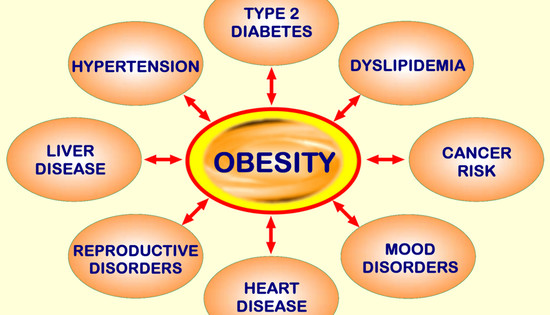 TYPE 2
DIABETES
HYPERTENSION
DYSLIPIDEMIA
LIVER
DISEASE
OBESITY
CANCER
RISK
REPRODUCTIVE
DISORDERS
MOOD
DISORDERS
HEART
DISEASE